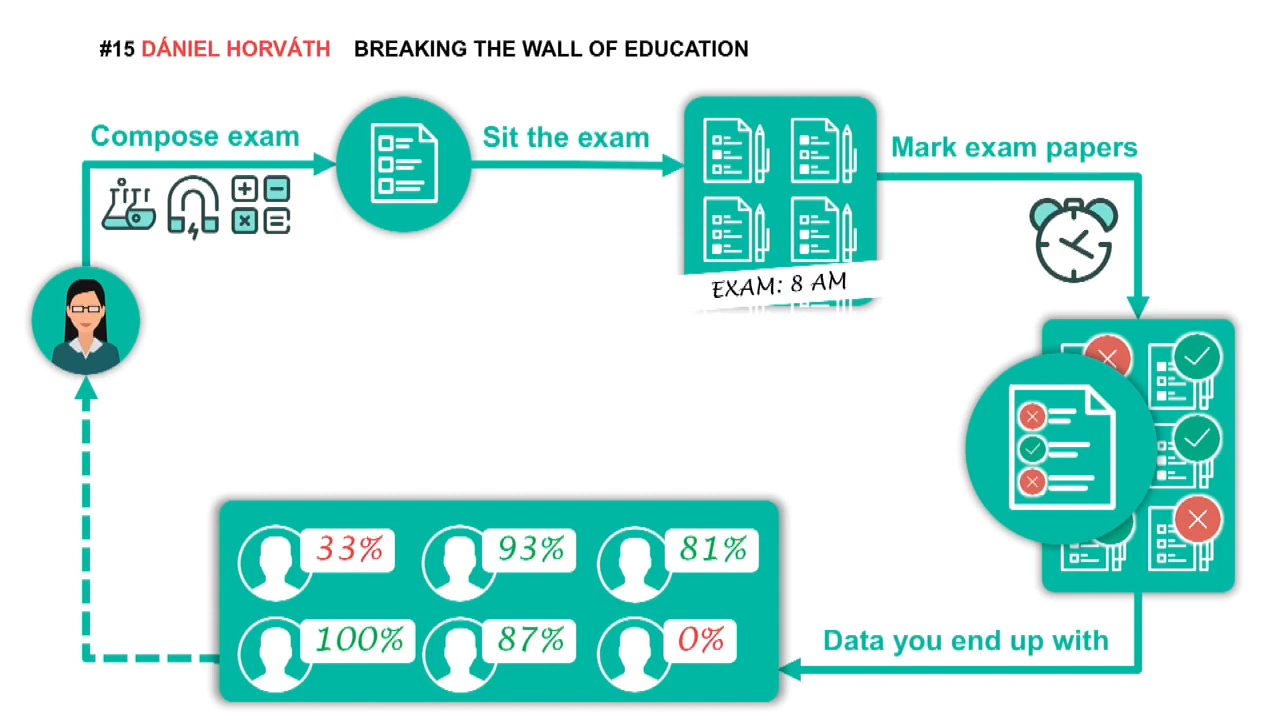 #15 DÁNIEL HORVÁTH BREAKING THE WALL OF EDUCATION
Compose exam
Sit the exam
Mark exam papers
EXAM: 8 AM
33%
93%
81%
100%
87%
0%
Data you end up with